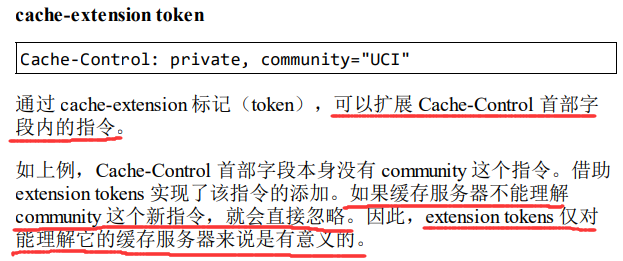 cache-extension token
Cache-Control: private, community="UCI"
通过 cache-extension 标记（token），可以扩展 Cache-Control 首部字
段内的指令。
如上例，Cache-Control 首部字段本身没有 community 这个指令。借助
extension tokens 实现了该指令的添加。如果缓存服务器不能理解
community 这个新指令，就会直接忽略。因此，extension tokens 仅对
能理解它的缓存服务器来说是有意义的。